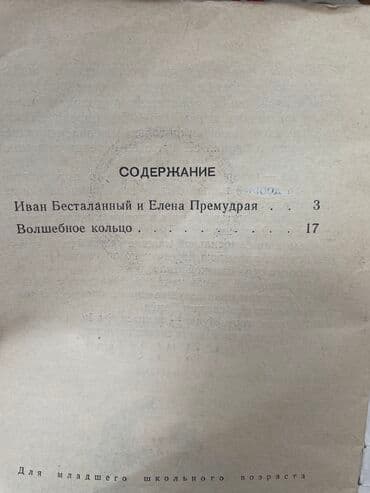 СОДЕРЖАНИЕ
Иван Бесталанный и Елена Премудрая . . 3
Волшебное кольцо . . . . . . . . . . 17
Для младшего школьного возраста